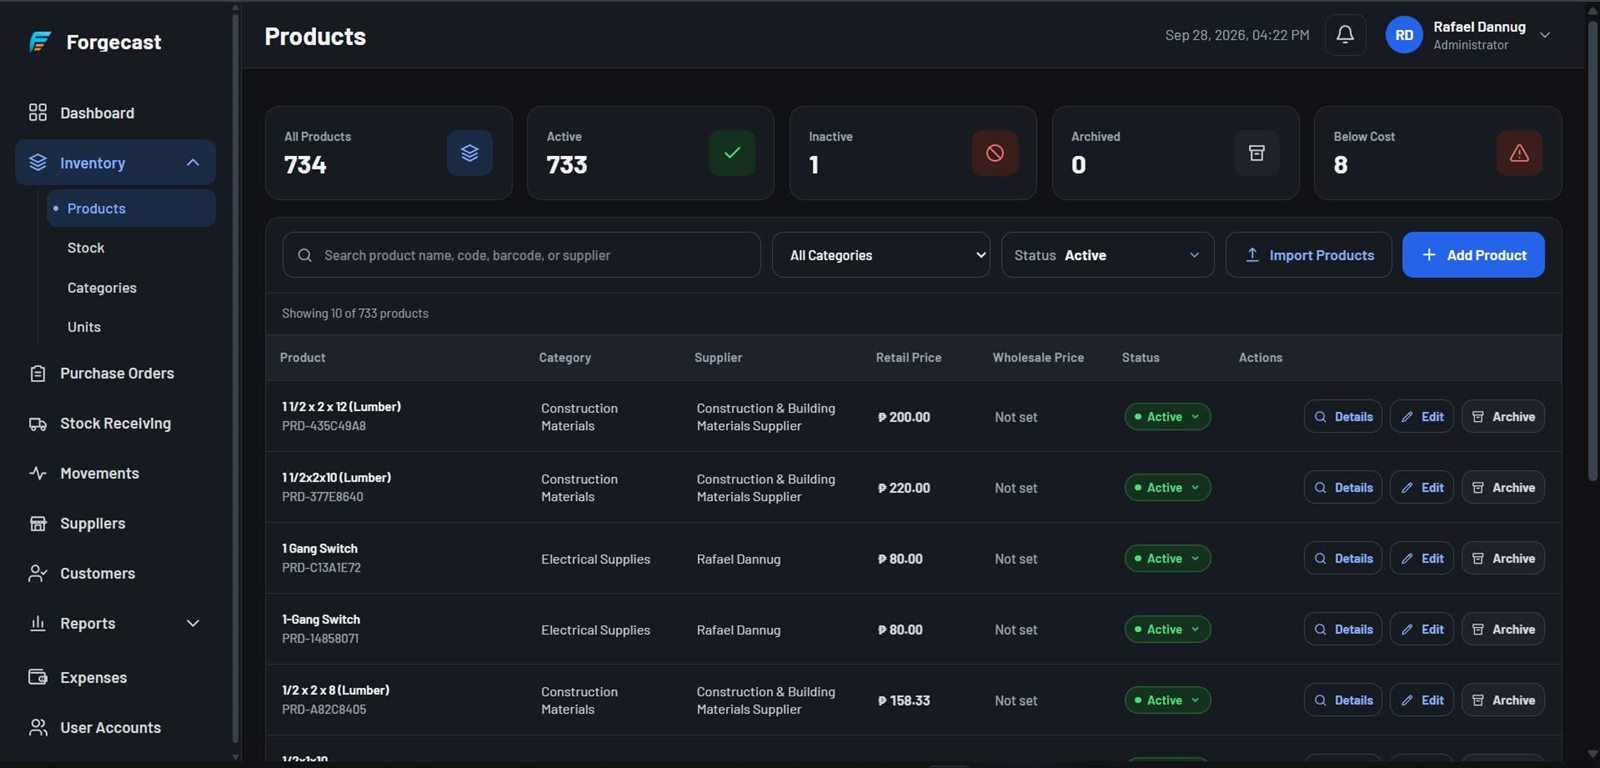 Forgecast
Products
Sep 28, 2026, 04:22 PM
RD
Rafael Dannug
Administrator
Dashboard
Inventory
Products
Stock
Categories
Units
Purchase Orders
Stock Receiving
Movements
Suppliers
Customers
Reports
Expenses
User Accounts
All Products
734
Active
733
Inactive
1
Archived
0
Below Cost
8
Search product name, code, barcode, or supplier
All Categories
Status Active
Import Products
Add Product
Showing 10 of 733 products
Product Category Supplier Retail Price Wholesale Price Status Actions
1 1/2 x 2 x 12 (Lumber)
PRD-435C49A8
Construction
Materials
Construction & Building
Materials Supplier
₱ 200.00
Not set
Active
Details Edit Archive
1 1/2x2x10 (Lumber)
PRD-377E8640
Construction
Materials
Construction & Building
Materials Supplier
₱ 220.00
Not set
Active
Details Edit Archive
1 Gang Switch
PRD-C13A1E72
Electrical Supplies
Rafael Dannug
₱ 80.00
Not set
Active
Details Edit Archive
1-Gang Switch
PRD-14858071
Electrical Supplies
Rafael Dannug
₱ 80.00
Not set
Active
Details Edit Archive
1/2 x 2 x 8 (Lumber)
PRD-A82C8405
Construction
Materials
Construction & Building
Materials Supplier
₱ 158.33
Not set
Active
Details Edit Archive